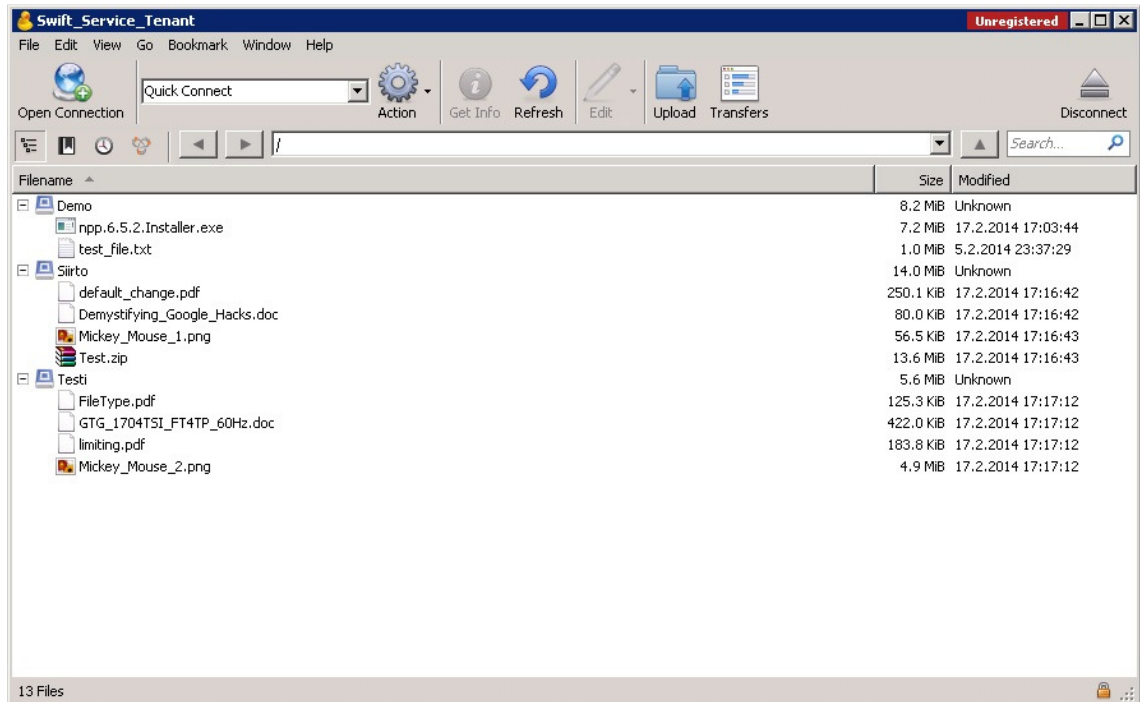 Swift_Service_Tenant Unregistered
File Edit View Go Bookmark Window Help
Open Connection Quick Connect Action Get Info Refresh Edit Upload Transfers Disconnect
/ Search...
Filename Size Modified
Demo 8.2 MiB Unknown
npp.6.5.2.Installer.exe 7.2 MiB 17.2.2014 17:03:44
test_file.txt 1.0 MiB 5.2.2014 23:37:29
Siirto 14.0 MiB Unknown
default_change.pdf 250.1 KiB 17.2.2014 17:16:42
Demystifying_Google_Hacks.doc 80.0 KiB 17.2.2014 17:16:42
Mickey_Mouse_1.png 56.5 KiB 17.2.2014 17:16:43
Test.zip 13.6 MiB 17.2.2014 17:16:43
Testi 5.6 MiB Unknown
FileType.pdf 125.3 KiB 17.2.2014 17:17:12
GTG_1704TSI_FT4TP_60Hz.doc 422.0 KiB 17.2.2014 17:17:12
limiting.pdf 183.8 KiB 17.2.2014 17:17:12
Mickey_Mouse_2.png 4.9 MiB 17.2.2014 17:17:12
13 Files